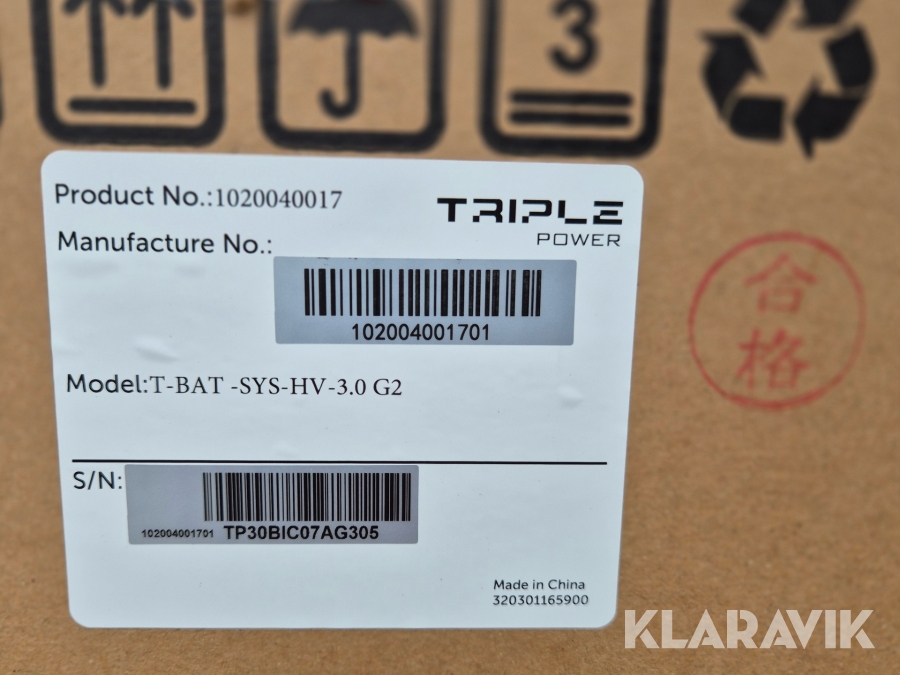 3
Product No.:1020040017
TRIPLE
POWER
Manufacture No.:
102004001701
合格
Model:T-BAT -SYS-HV-3.0 G2
S/N:
102004001701 TP30BIC07AG305
Made in China
320301165900
KLARAVIK